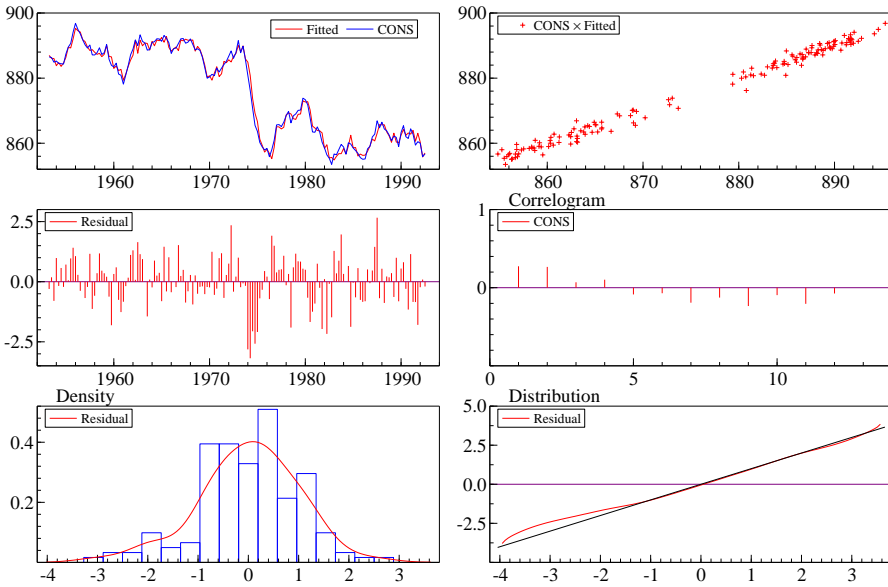 900
880
860
Fitted CONS
1960 1970 1980 1990
900
880
860
CONS × Fitted
860 870 880 890
2.5
0.0
-2.5
Residual
1960 1970 1980 1990
Correlogram
1
0
CONS
0 5 10
Density
0.4
0.2
Residual
-4 -3 -2 -1 0 1 2 3
Distribution
5.0
2.5
0.0
-2.5
Residual
-4 -3 -2 -1 0 1 2 3